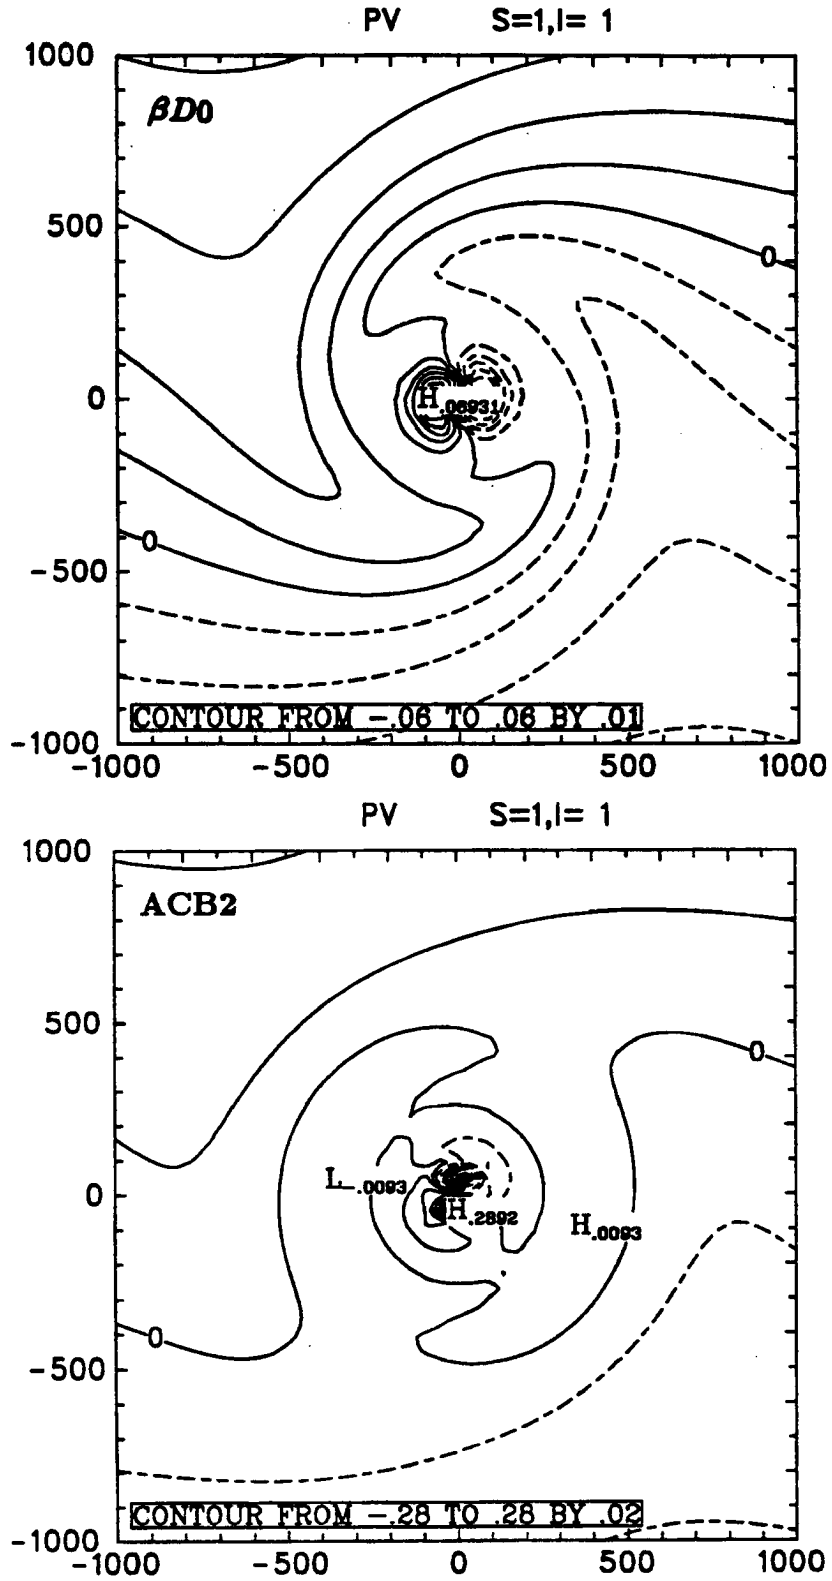 PV S=1,I= 1
1000
βD0
500
0
0
H.06931
0
-500
CONTOUR FROM -.06 TO .06 BY .01
-1000
-1000 -500 0 500 1000
PV S=1,I= 1
1000
ACB2
500
0
L-.0093
0
H.2892
H.0093
0
-500
CONTOUR FROM -.28 TO .28 BY .02
-1000
-1000 -500 0 500 1000